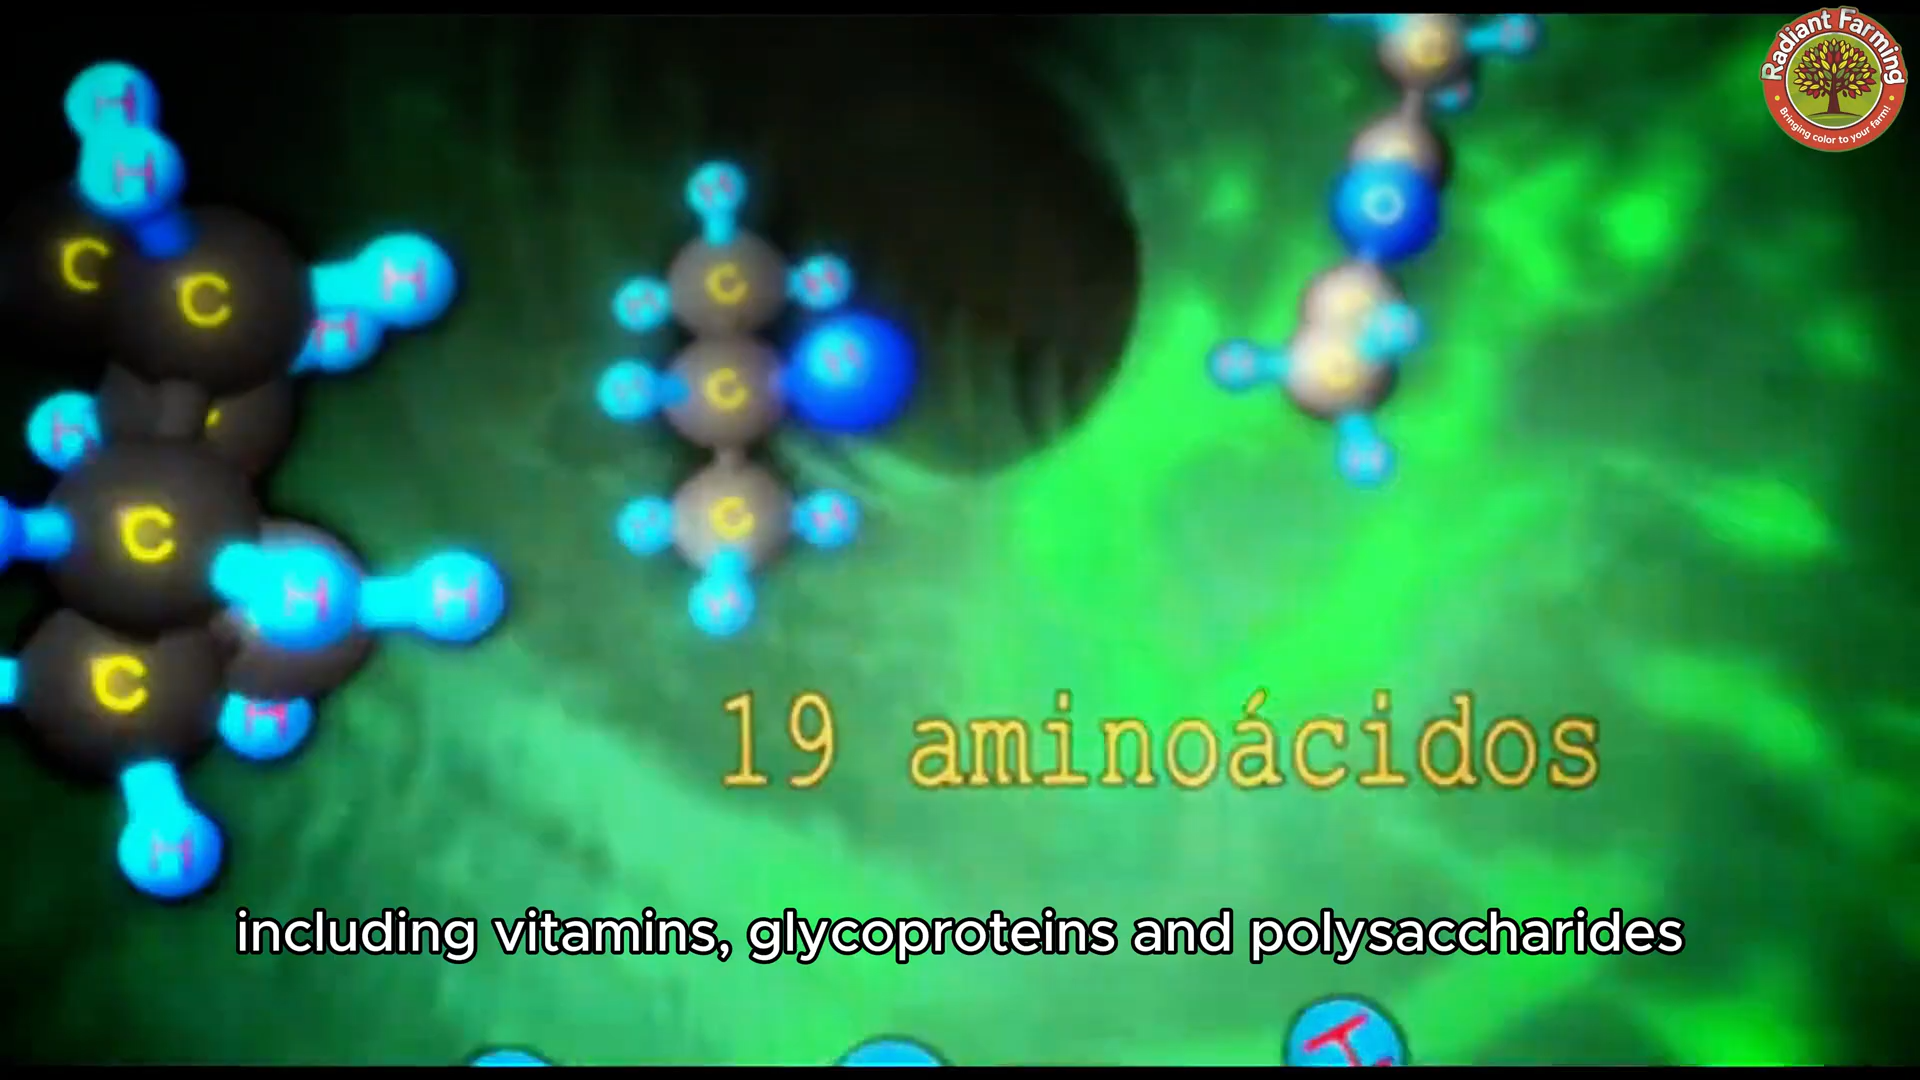 Radiant Farming
Bringing color to your farm!
H
H
C
C
H
H
H
C
H
H
C
H
H
H
C
H
H
H
C
H
H
C
H
H
O
H
H
H
19 aminoácidos
including vitamins, glycoproteins and polysaccharides